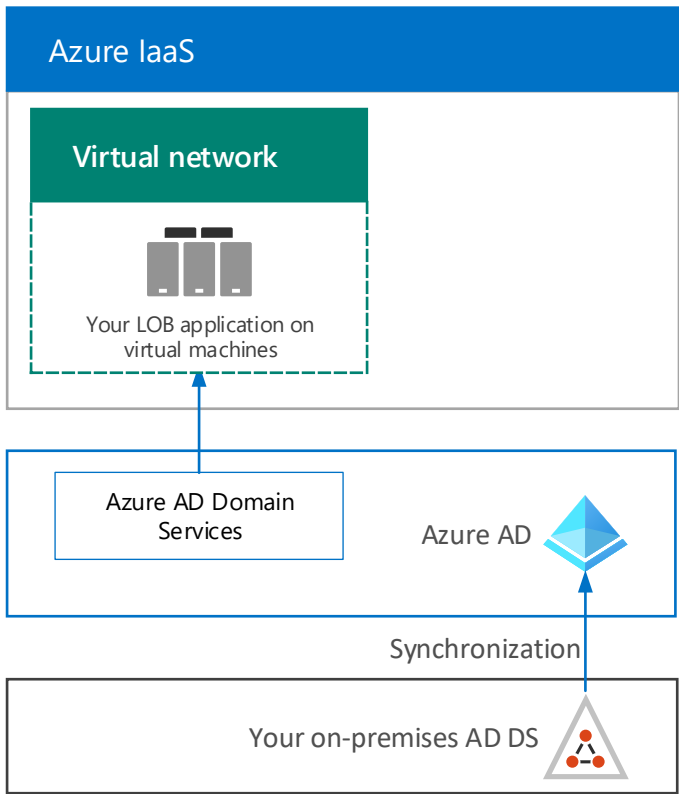 Azure IaaS
Virtual network
Your LOB application on
virtual machines
Azure AD Domain
Services
Azure AD
Synchronization
Your on-premises AD DS